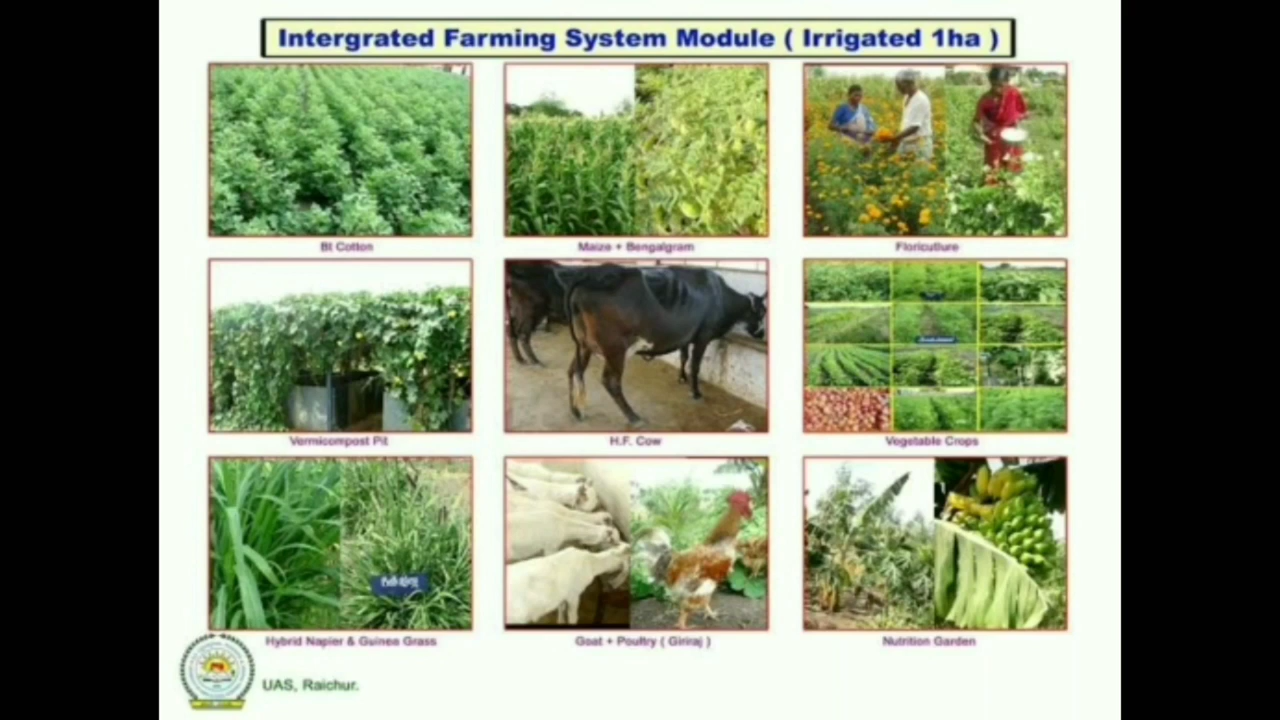 Intergrated Farming System Module ( Irrigated 1ha )
Bt Cotton
Maize + Bengalgram
Floricutlure
Vermicompost Pit
H.F. Cow
Vegetable Crops
Hybrid Napier & Guinea Grass
Goat + Poultry ( Giriraj )
Nutrition Garden
UAS, Raichur.